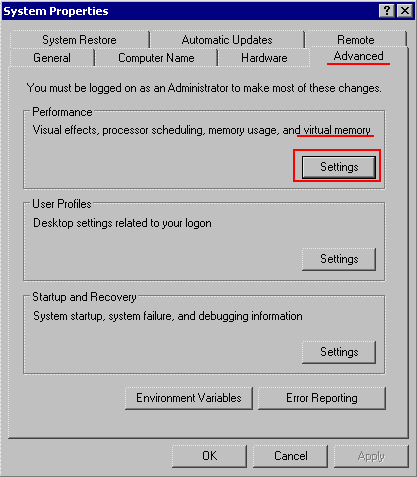 System Properties
System Restore Automatic Updates Remote
General Computer Name Hardware Advanced
You must be logged on as an Administrator to make most of these changes.
Performance
Visual effects, processor scheduling, memory usage, and virtual memory
Settings
User Profiles
Desktop settings related to your logon
Settings
Startup and Recovery
System startup, system failure, and debugging information
Settings
Environment Variables Error Reporting
OK Cancel Apply